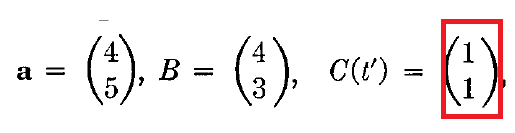 a = (4 5), B = (4 3), C(t′) = (1 1),